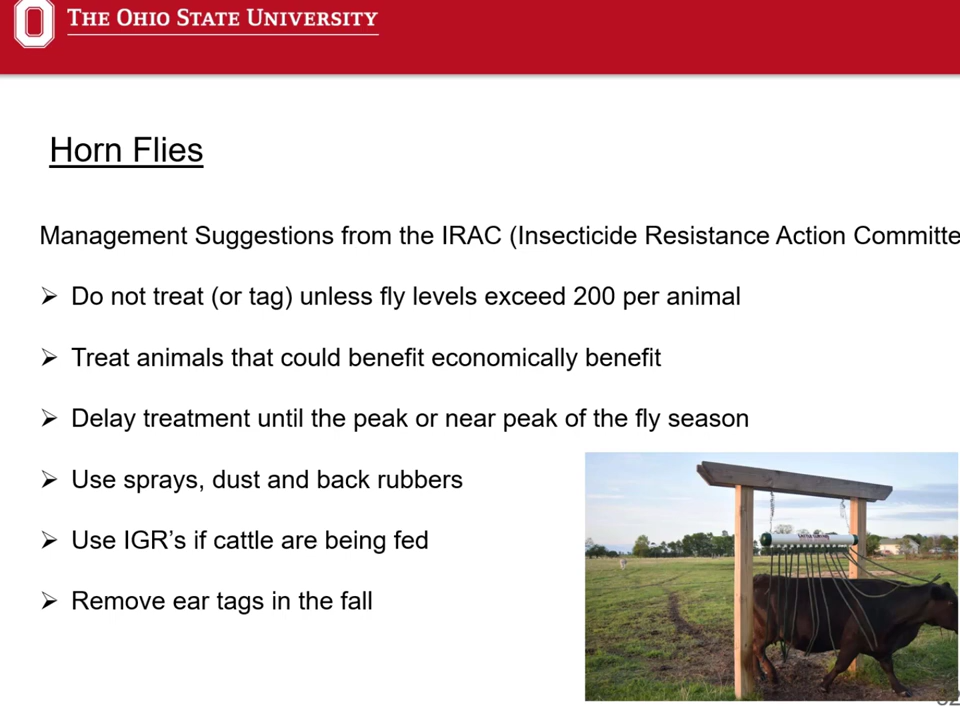 THE OHIO STATE UNIVERSITY
Horn Flies
Management Suggestions from the IRAC (Insecticide Resistance Action Committe
Do not treat (or tag) unless fly levels exceed 200 per animal
Treat animals that could benefit economically benefit
Delay treatment until the peak or near peak of the fly season
Use sprays, dust and back rubbers
Use IGR’s if cattle are being fed
Remove ear tags in the fall